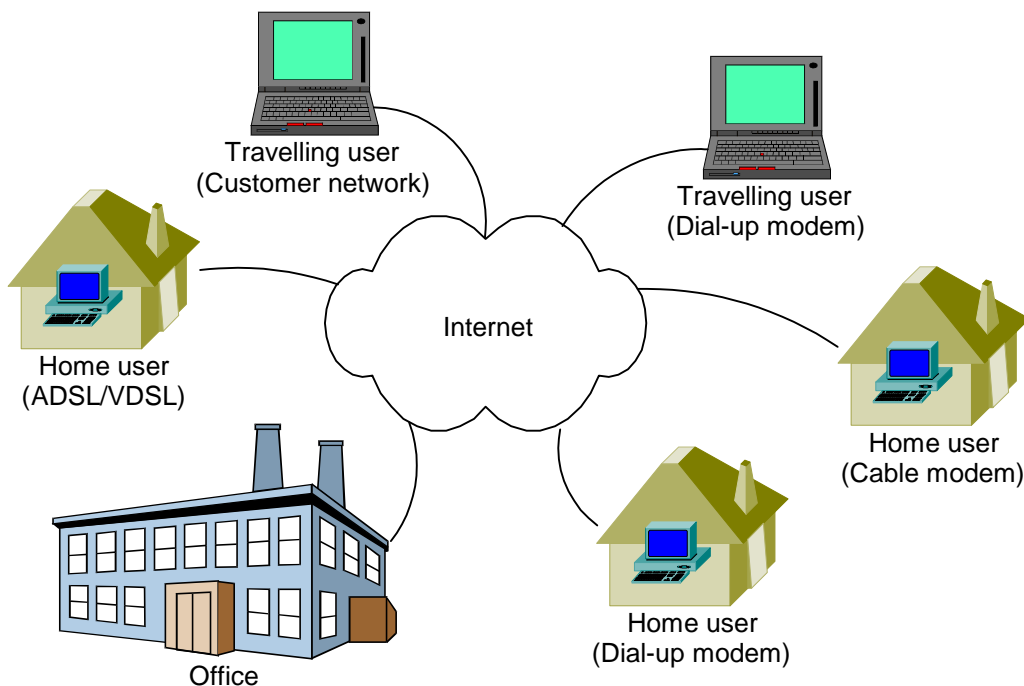 Travelling user
(Customer network)
Travelling user
(Dial-up modem)
Internet
Home user
(ADSL/VDSL)
Home user
(Cable modem)
Home user
(Dial-up modem)
Office